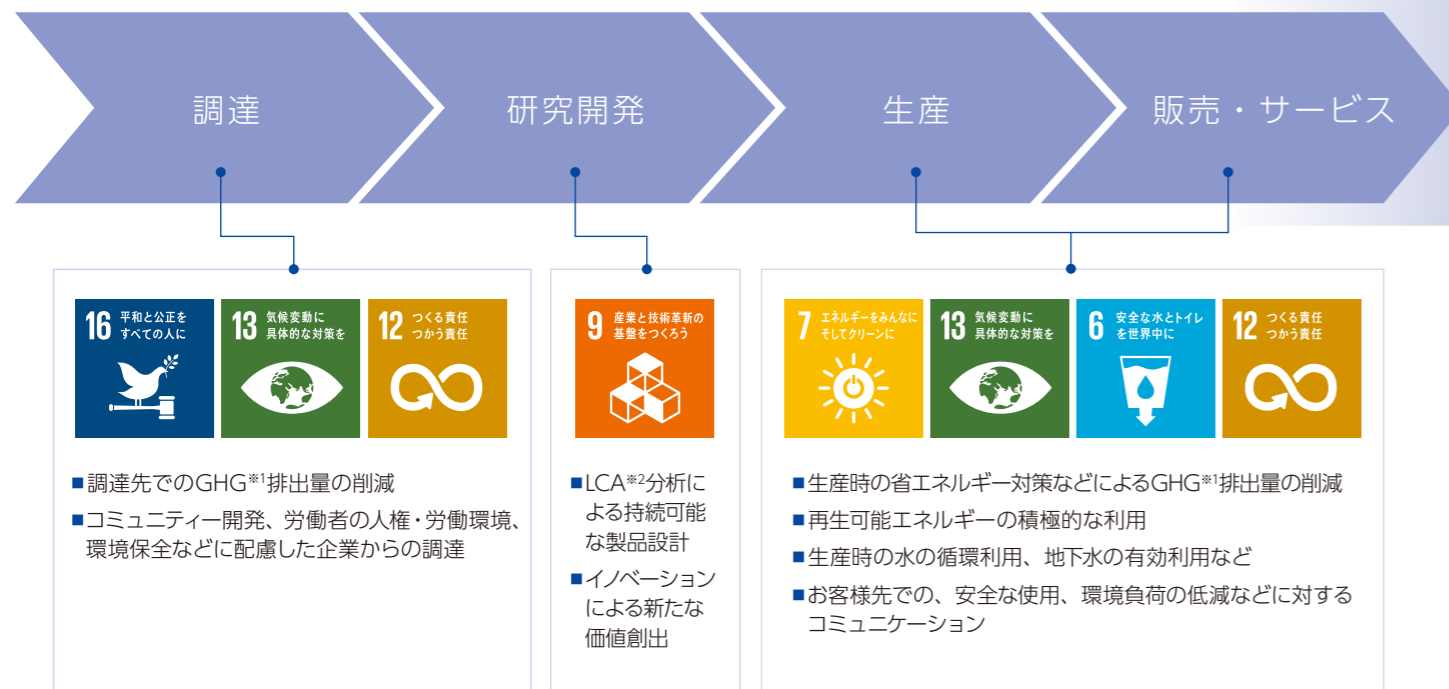 調達
研究開発
生産
販売・サービス
16 平和と公正を
すべての人に
13 気候変動に
具体的な対策を
12 つくる責任
つかう責任
■調達先でのGHG※1排出量の削減
■コミュニティー開発、労働者の人権・労働環境、
環境保全などに配慮した企業からの調達
9 産業と技術革新の
基盤をつくろう
■LCA※2分析に
よる持続可能
な製品設計
■イノベーション
による新たな
価値創出
7 エネルギーをみんなに
そしてクリーンに
13 気候変動に
具体的な対策を
6 安全な水とトイレ
を世界中に
12 つくる責任
つかう責任
■生産時の省エネルギー対策などによるGHG※1排出量の削減
■再生可能エネルギーの積極的な利用
■生産時の水の循環利用、地下水の有効利用など
■お客様先での、安全な使用、環境負荷の低減などに対する
コミュニケーション